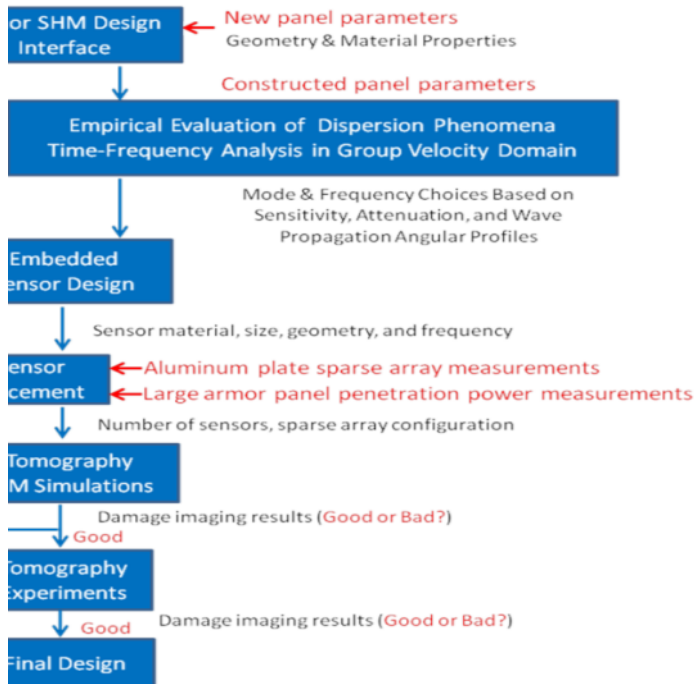 or SHM Design
Interface
New panel parameters
Geometry & Material Properties
Constructed panel parameters
Empirical Evaluation of Dispersion Phenomena
Time-Frequency Analysis in Group Velocity Domain
Mode & Frequency Choices Based on
Sensitivity, Attenuation, and Wave
Propagation Angular Profiles
Embedded
ensor Design
Sensor material, size, geometry, and frequency
ensor
cement
Aluminum plate sparse array measurements
Large armor panel penetration power measurements
Number of sensors, sparse array configuration
Tomography
M Simulations
Damage imaging results (Good or Bad?)
Good
Tomography
Experiments
Damage imaging results (Good or Bad?)
Good
Final Design